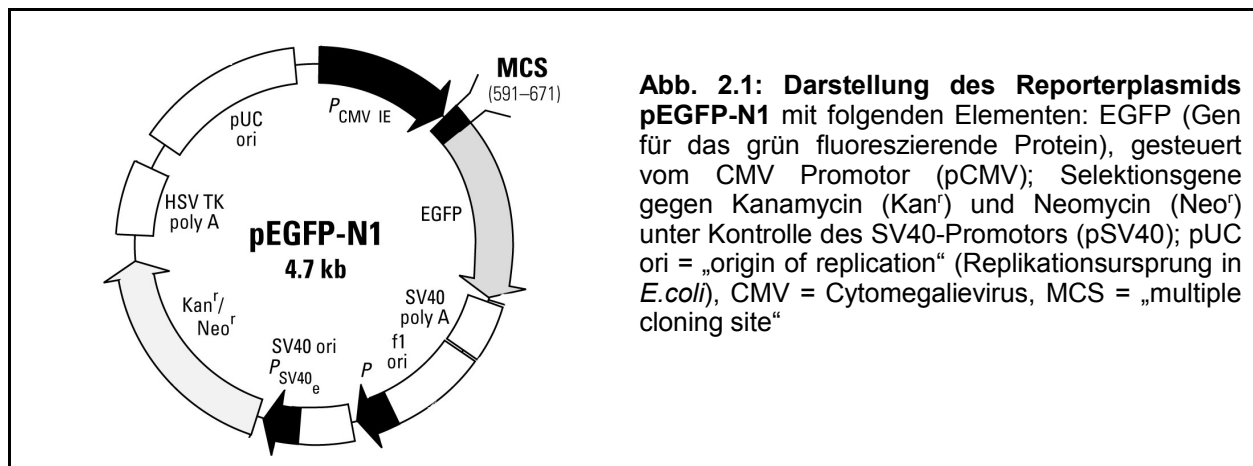 MCS
(591–671)
P CMV IE
pUC
ori
HSV TK
poly A
EGFP
pEGFP-N1
4.7 kb
SV40
poly A
f1
ori
Kanr/
Neor
SV40 ori
P SV40e
P
Abb. 2.1: Darstellung des Reporterplasmids
pEGFP-N1 mit folgenden Elementen: EGFP (Gen
für das grün fluoreszierende Protein), gesteuert
vom CMV Promotor (pCMV); Selektionsgene
gegen Kanamycin (Kanr) und Neomycin (Neor)
unter Kontrolle des SV40-Promotors (pSV40); pUC
ori = „origin of replication“ (Replikationsursprung in
E.coli), CMV = Cytomegalievirus, MCS = „multiple
cloning site“